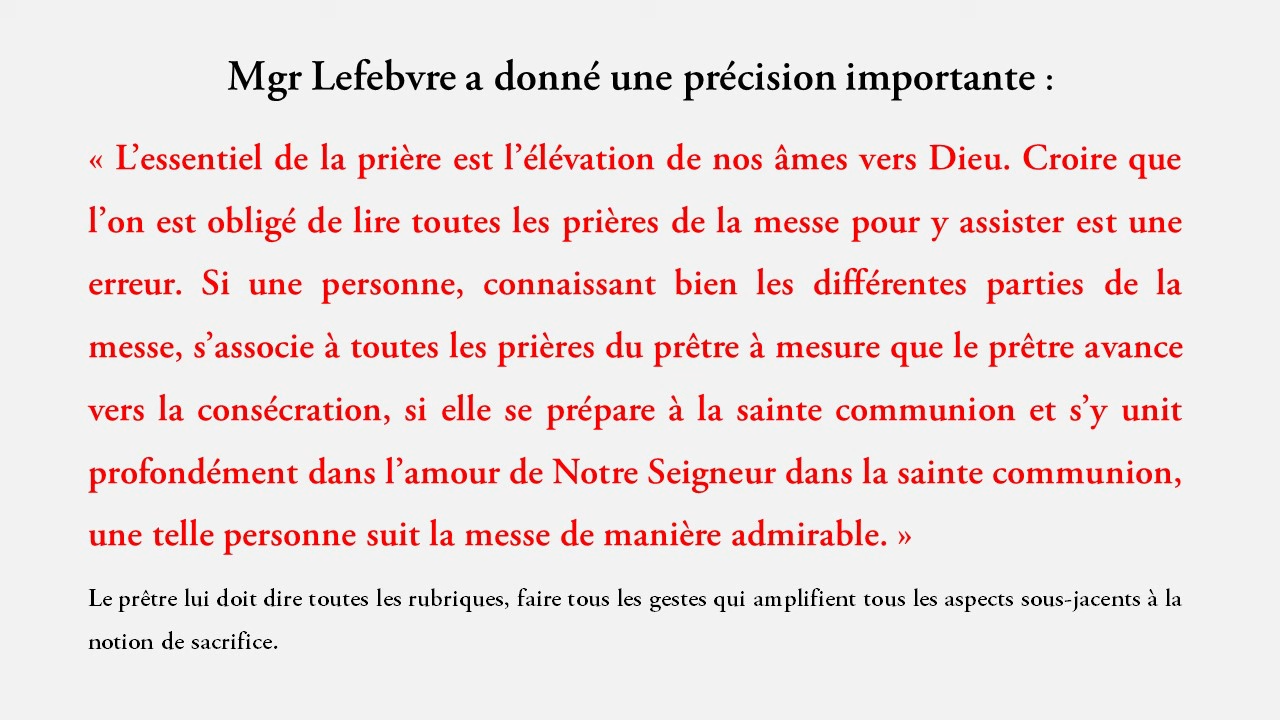 Mgr Lefebvre a donné une précision importante :
« L’essentiel de la prière est l’élévation de nos âmes vers Dieu. Croire que
l’on est obligé de lire toutes les prières de la messe pour y assister est une
erreur. Si une personne, connaissant bien les différentes parties de la
messe, s’associe à toutes les prières du prêtre à mesure que le prêtre avance
vers la consécration, si elle se prépare à la sainte communion et s’y unit
profondément dans l’amour de Notre Seigneur dans la sainte communion,
une telle personne suit la messe de manière admirable. »
Le prêtre lui doit dire toutes les rubriques, faire tous les gestes qui amplifient tous les aspects sous-jacents à la
notion de sacrifice.